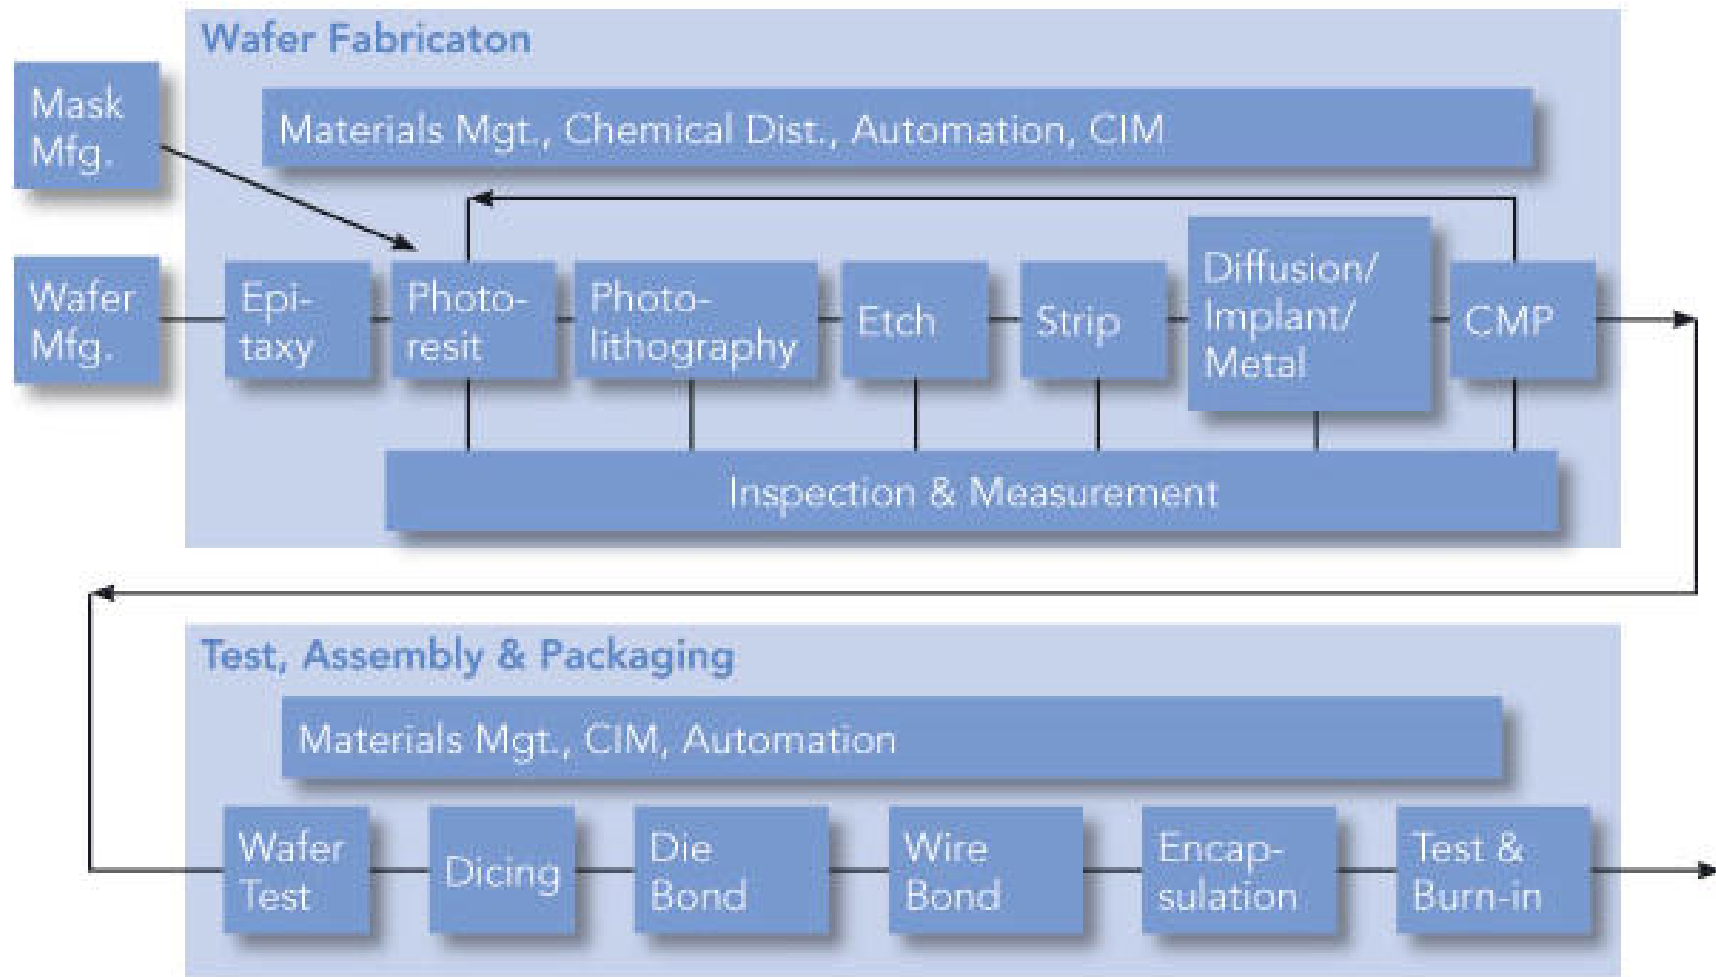 Wafer Fabricaton
Mask
Mfg.
Materials Mgt., Chemical Dist., Automation, CIM
Wafer
Mfg.
Epi-
taxy
Photo-
resit
Photo-
lithography
Etch
Strip
Diffusion/
Implant/
Metal
CMP
Inspection & Measurement
Test, Assembly & Packaging
Materials Mgt., CIM, Automation
Wafer
Test
Dicing
Die
Bond
Wire
Bond
Encap-
sulation
Test &
Burn-in